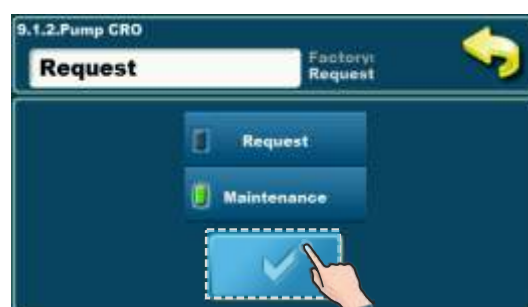 9.1.2.Pump CRO
Request
Factory:
Request
Request
Maintenance